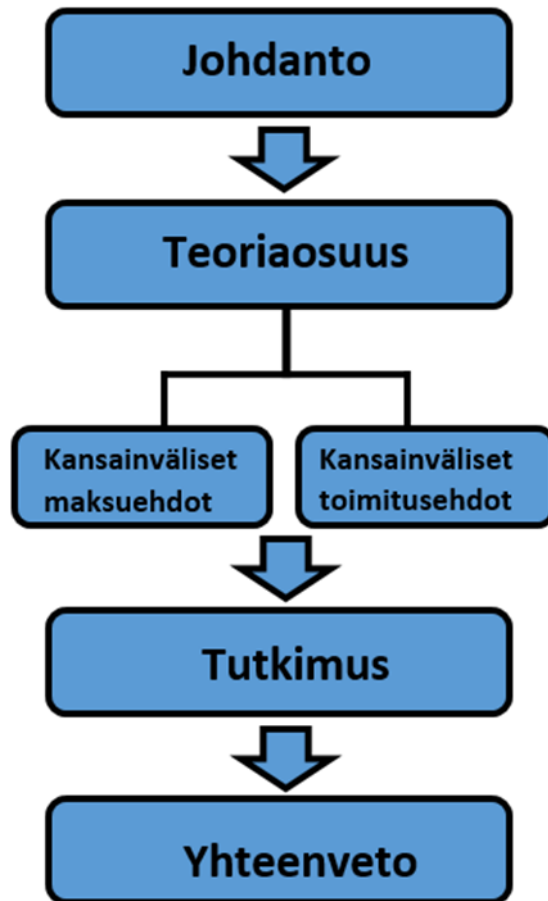 Johdanto
Teoriaosuus
Kansainväliset
maksuehdot
Kansainväliset
toimitusehdot
Tutkimus
Yhteenveto